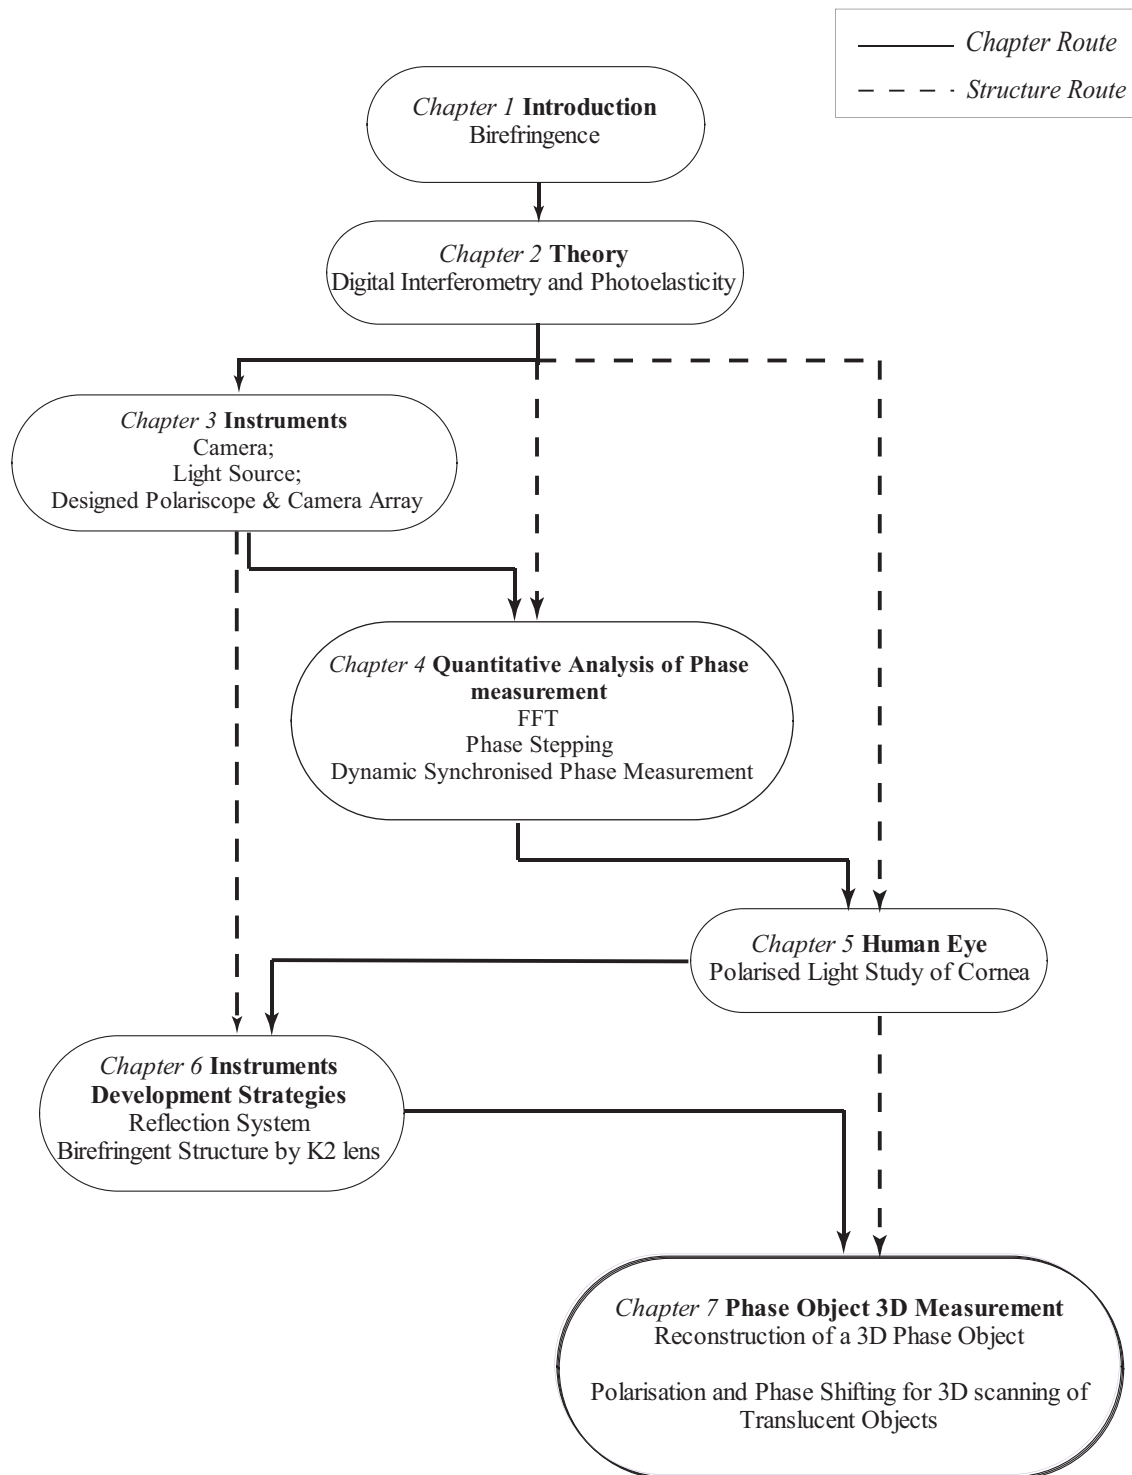 Chapter Route
Structure Route
Chapter 1 Introduction
Birefringence
Chapter 2 Theory
Digital Interferometry and Photoelasticity
Chapter 3 Instruments
Camera;
Light Source;
Designed Polariscope & Camera Array
Chapter 4 Quantitative Analysis of Phase
measurement
FFT
Phase Stepping
Dynamic Synchronised Phase Measurement
Chapter 5 Human Eye
Polarised Light Study of Cornea
Chapter 6 Instruments
Development Strategies
Reflection System
Birefringent Structure by K2 lens
Chapter 7 Phase Object 3D Measurement
Reconstruction of a 3D Phase Object
Polarisation and Phase Shifting for 3D scanning of
Translucent Objects